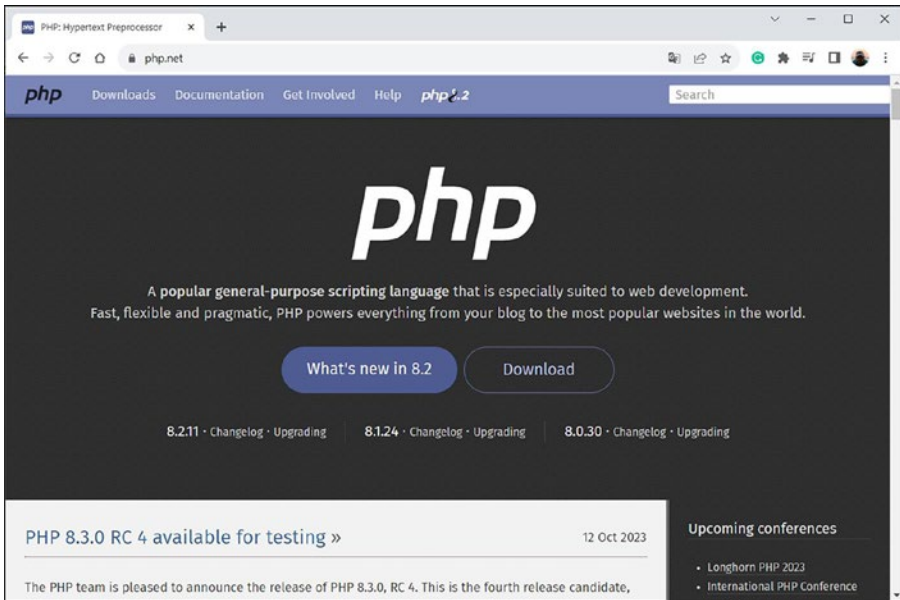 php PHP: Hypertext Preprocessor
php.net
php Downloads Documentation Get Involved Help php8.2 Search
php
A popular general-purpose scripting language that is especially suited to web development.
Fast, flexible and pragmatic, PHP powers everything from your blog to the most popular websites in the world.
What's new in 8.2 Download
8.2.11 · Changelog · Upgrading 8.1.24 · Changelog · Upgrading 8.0.30 · Changelog · Upgrading
PHP 8.3.0 RC 4 available for testing » 12 Oct 2023
The PHP team is pleased to announce the release of PHP 8.3.0, RC 4. This is the fourth release candidate,
Upcoming conferences
• Longhorn PHP 2023
• International PHP Conference